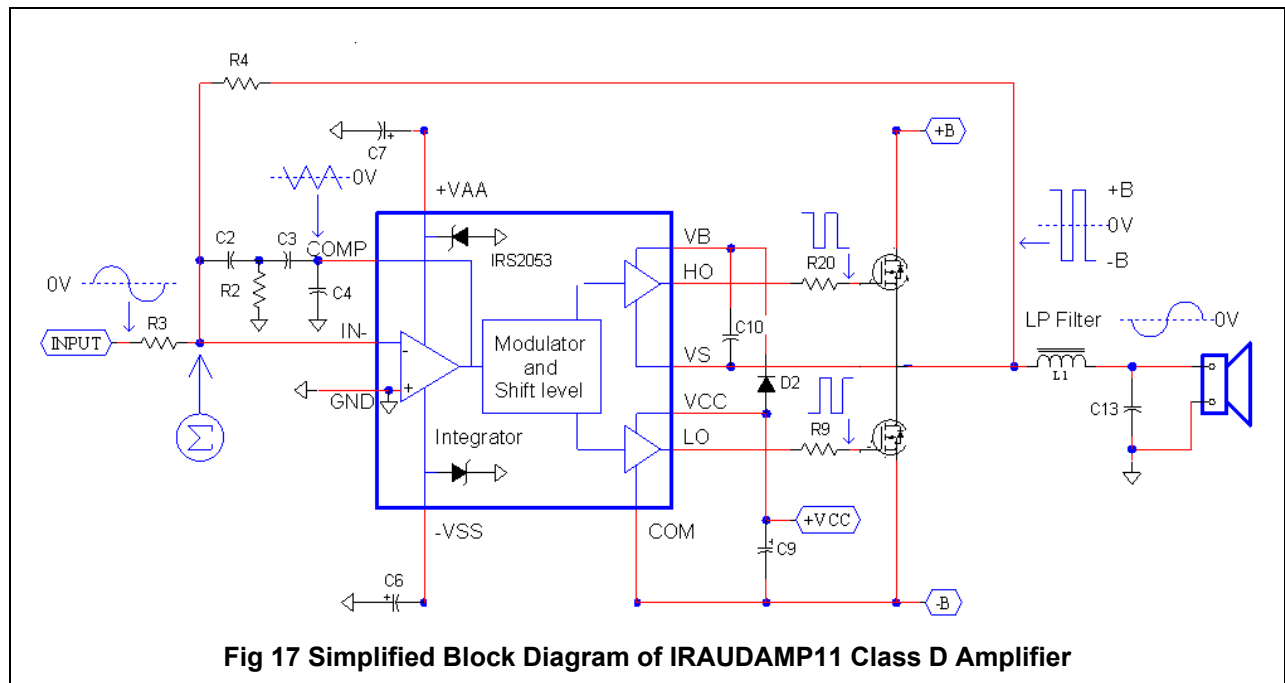 R4
+B
C7
0V
+VAA
+B
0V
-B
C2
C3
COMP
IRS2053
VB
HO
R20
0V
R2
C4
C10
LP Filter
0V
R3
IN-
INPUT
-
Modulator
and
Shift level
VS
L1
+
D2
GND
VCC
C13
Σ
Integrator
LO
R9
-VSS
COM
+VCC
C9
C6
-B
Fig 17 Simplified Block Diagram of IRAUDAMP11 Class D Amplifier